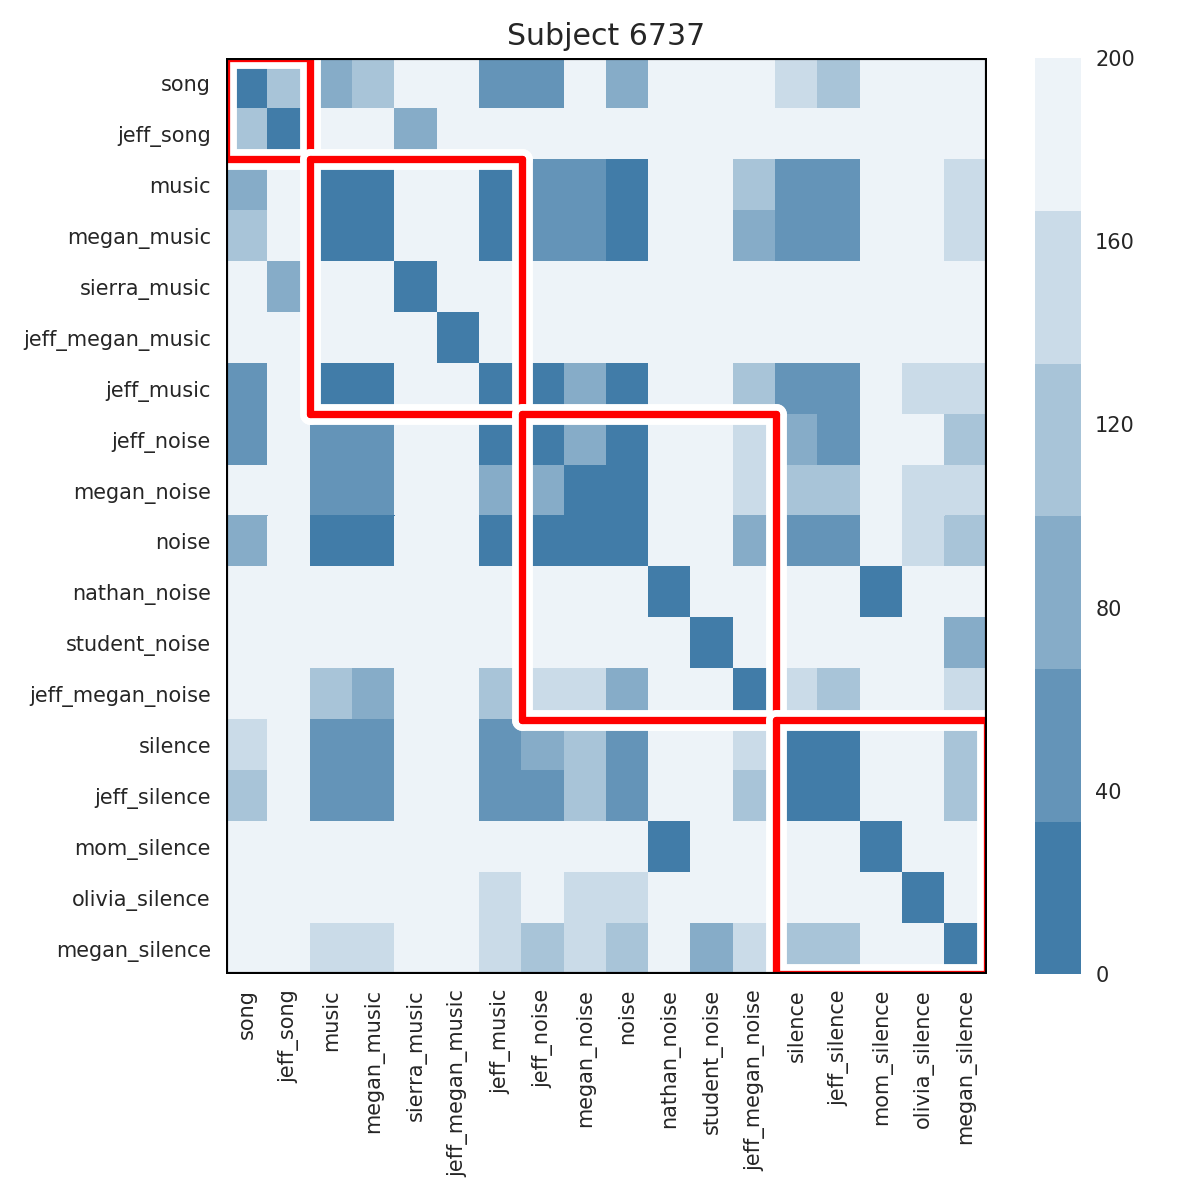 Subject 6737
song
jeff_song
music
megan_music
sierra_music
jeff_megan_music
jeff_music
jeff_noise
megan_noise
noise
nathan_noise
student_noise
jeff_megan_noise
silence
jeff_silence
mom_silence
olivia_silence
megan_silence
song
jeff_song
music
megan_music
sierra_music
jeff_megan_music
jeff_music
jeff_noise
megan_noise
noise
nathan_noise
student_noise
jeff_megan_noise
silence
jeff_silence
mom_silence
olivia_silence
megan_silence
200
160
120
80
40
0